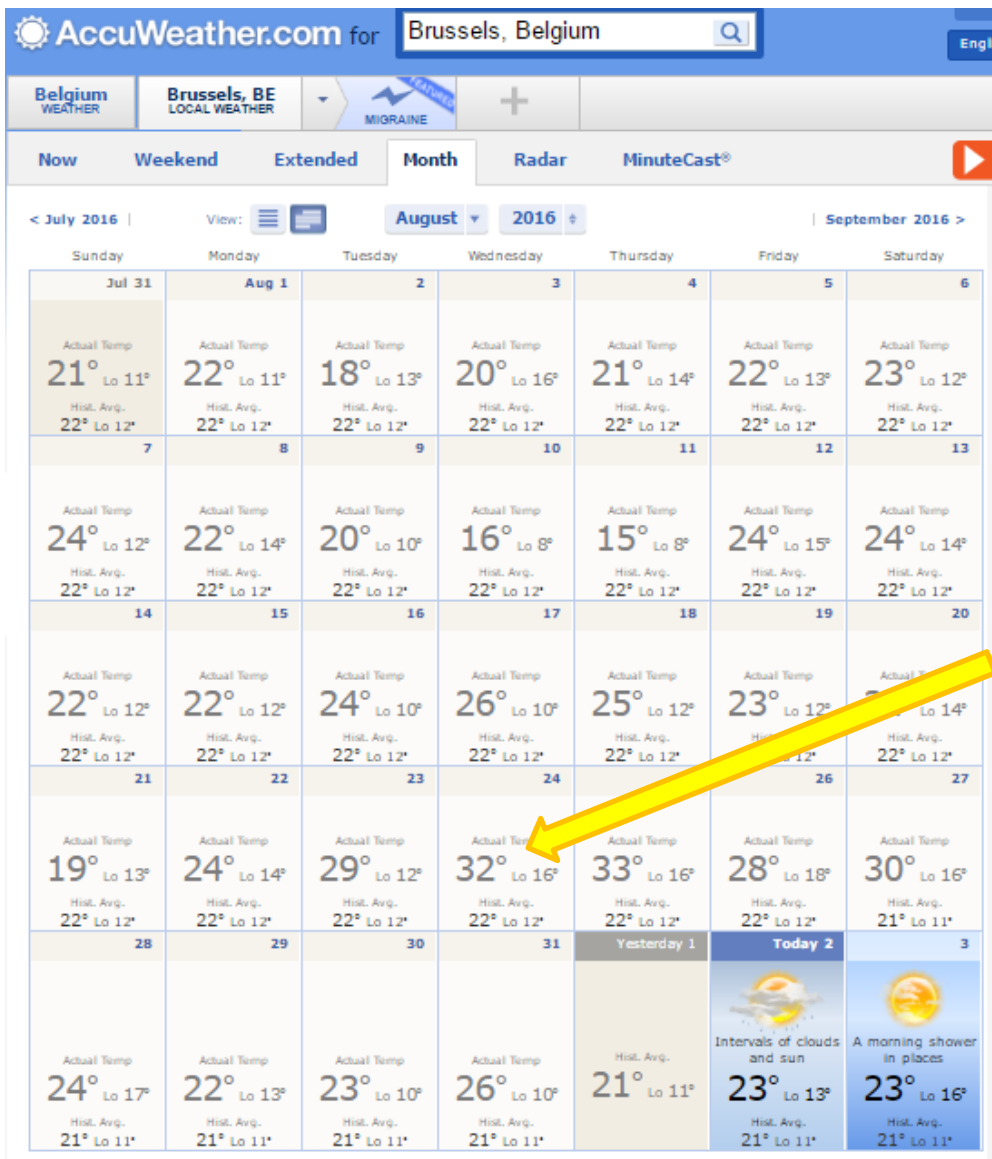 AccuWeather.com for Brussels, Belgium
Engl
Belgium Brussels, BE
WEATHER LOCAL WEATHER
FEATURED
MIGRAINE
Now Weekend Extended Month Radar MinuteCast®
< July 2016 | View: August 2016 | September 2016 >
Sunday Monday Tuesday Wednesday Thursday Friday Saturday
Jul 31 Aug 1 2 3 4 5 6
Actual Temp Actual Temp Actual Temp Actual Temp Actual Temp Actual Temp Actual Temp
21° Lo 11° 22° Lo 11° 18° Lo 13° 20° Lo 16° 21° Lo 14° 22° Lo 13° 23° Lo 12°
Hist. Avg. Hist. Avg. Hist. Avg. Hist. Avg. Hist. Avg. Hist. Avg. Hist. Avg.
22° Lo 12° 22° Lo 12° 22° Lo 12° 22° Lo 12° 22° Lo 12° 22° Lo 12° 22° Lo 12°
7 8 9 10 11 12 13
Actual Temp Actual Temp Actual Temp Actual Temp Actual Temp Actual Temp Actual Temp
24° Lo 12° 22° Lo 14° 20° Lo 10° 16° Lo 8° 15° Lo 8° 24° Lo 15° 24° Lo 14°
Hist. Avg. Hist. Avg. Hist. Avg. Hist. Avg. Hist. Avg. Hist. Avg. Hist. Avg.
22° Lo 12° 22° Lo 12° 22° Lo 12° 22° Lo 12° 22° Lo 12° 22° Lo 12° 22° Lo 12°
14 15 16 17 18 19 20
Actual Temp Actual Temp Actual Temp Actual Temp Actual Temp Actual Temp Actual
22° Lo 12° 22° Lo 12° 24° Lo 10° 26° Lo 10° 25° Lo 12° 23° Lo 12° Lo 14°
Hist. Avg. Hist. Avg. Hist. Avg. Hist. Avg. Hist. Avg. Hist. Avg.
22° Lo 12° 22° Lo 12° 22° Lo 12° 22° Lo 12° 22° Lo 12° 12° 22° Lo 12°
21 22 23 24 26 27
Actual Temp Actual Temp Actual Temp Actual Actual Temp Actual Temp Actual Temp
19° Lo 13° 24° Lo 14° 29° Lo 12° 32° Lo 16° 33° Lo 16° 28° Lo 18° 30° Lo 16°
Hist. Avg. Hist. Avg. Hist. Avg. Hist. Avg. Hist. Avg. Hist. Avg. Hist. Avg.
22° Lo 12° 22° Lo 12° 22° Lo 12° 22° Lo 12° 22° Lo 12° 22° Lo 12° 21° Lo 11°
28 29 30 31 Yesterday 1 Today 2 3
Intervals of clouds A morning shower
and sun in places
Actual Temp Actual Temp Actual Temp Actual Temp Hist. Avg.
24° Lo 17° 22° Lo 13° 23° Lo 10° 26° Lo 10° 21° Lo 11° 23° Lo 13° 23° Lo 16°
Hist. Avg. Hist. Avg. Hist. Avg. Hist. Avg. Hist. Avg. Hist. Avg.
21° Lo 11° 21° Lo 11° 21° Lo 11° 21° Lo 11° 21° Lo 11° 21° Lo 11°